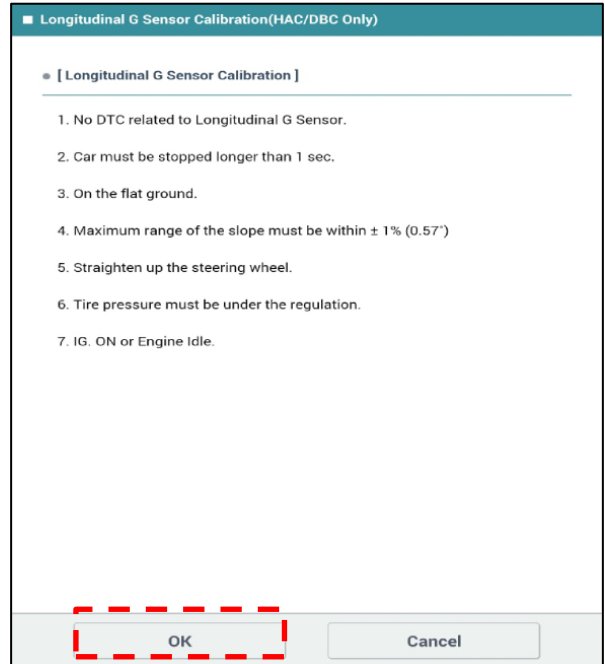 Longitudinal G Sensor Calibration(HAC/DBC Only)
[ Longitudinal G Sensor Calibration ]
1. No DTC related to Longitudinal G Sensor.
2. Car must be stopped longer than 1 sec.
3. On the flat ground.
4. Maximum range of the slope must be within ± 1% (0.57˚)
5. Straighten up the steering wheel.
6. Tire pressure must be under the regulation.
7. IG. ON or Engine Idle.
OK
Cancel